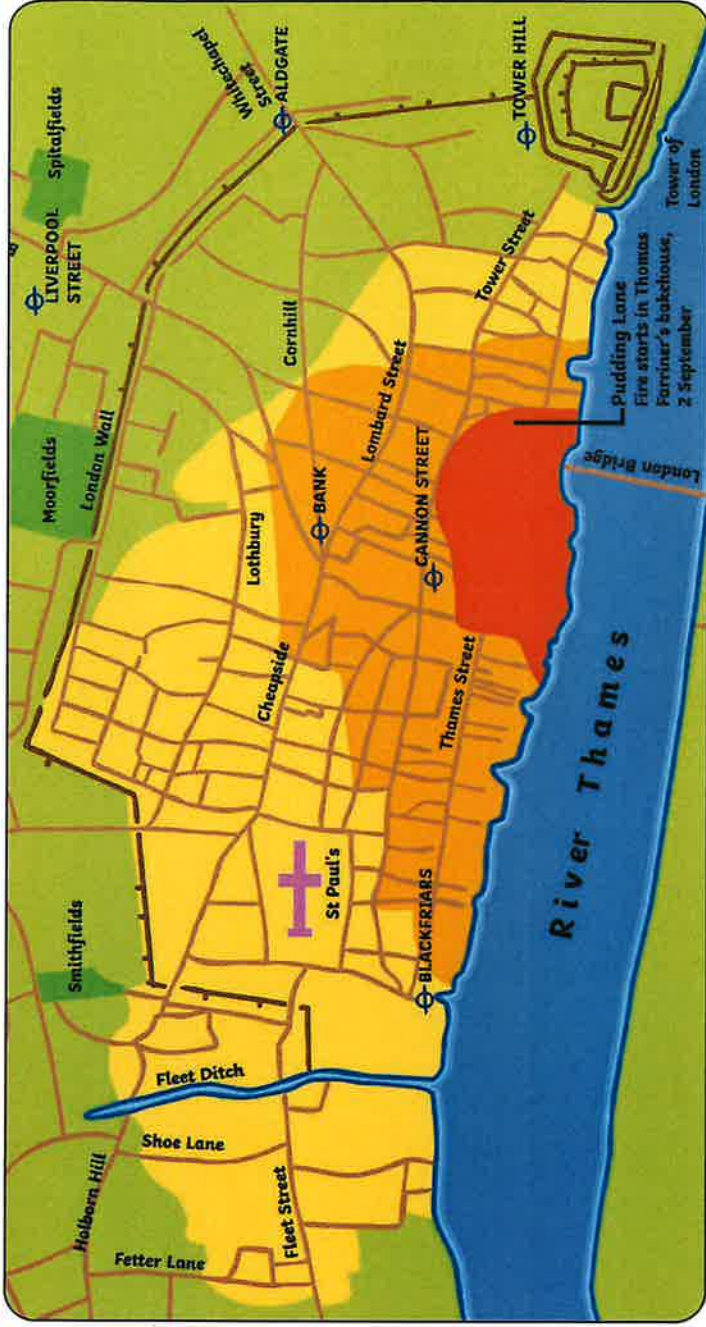 Whitechapel
Street
ALDGATE
Spitalfields
LIVERPOOL
STREET
TOWER HILL
Tower of
London
Moorfields
London Wall
Cornhill
Tower Street
Lombard Street
Lothbury
BANK
CANNON STREET
Pudding Lane
Fire starts in Thomas
Farriner's bakehouse,
2 September
London Bridge
Cheapside
Thames Street
River Thames
Smithfields
St Paul's
BLACKFRIARS
Fleet Ditch
Shoe Lane
Holborn Hill
Fleet Street
Fetter Lane